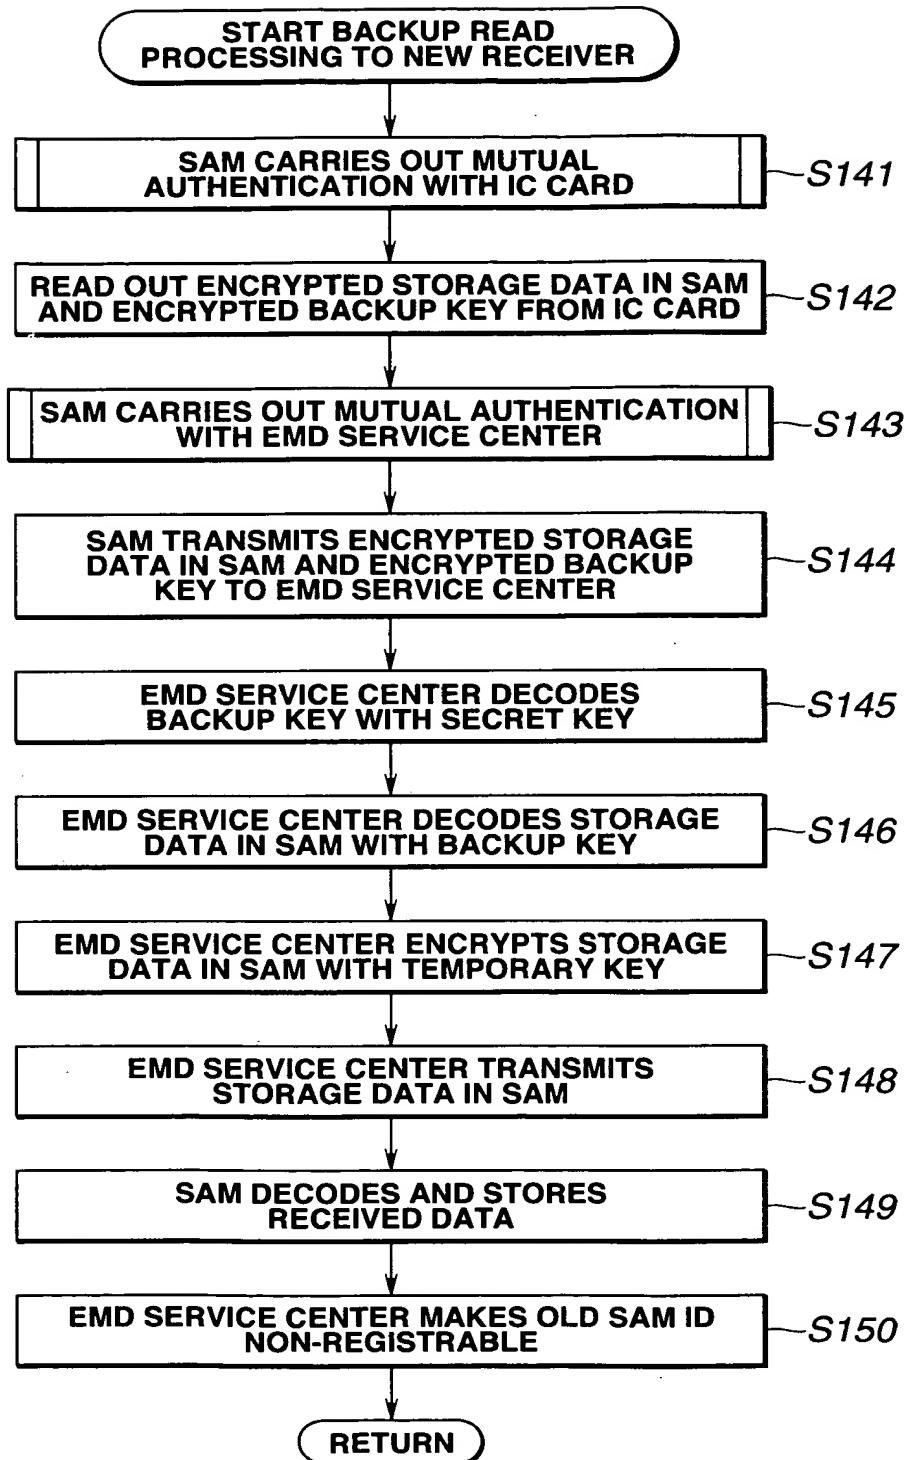 START BACKUP READ
PROCESSING TO NEW RECEIVER
SAM CARRIES OUT MUTUAL
AUTHENTICATION WITH IC CARD
S141
READ OUT ENCRYPTED STORAGE DATA IN SAM
AND ENCRYPTED BACKUP KEY FROM IC CARD
S142
SAM CARRIES OUT MUTUAL AUTHENTICATION
WITH EMD SERVICE CENTER
S143
SAM TRANSMITS ENCRYPTED STORAGE
DATA IN SAM AND ENCRYPTED BACKUP
KEY TO EMD SERVICE CENTER
S144
EMD SERVICE CENTER DECODES
BACKUP KEY WITH SECRET KEY
S145
EMD SERVICE CENTER DECODES STORAGE
DATA IN SAM WITH BACKUP KEY
S146
EMD SERVICE CENTER ENCRYPTS STORAGE
DATA IN SAM WITH TEMPORARY KEY
S147
EMD SERVICE CENTER TRANSMITS
STORAGE DATA IN SAM
S148
SAM DECODES AND STORES
RECEIVED DATA
S149
EMD SERVICE CENTER MAKES OLD SAM ID
NON-REGISTRABLE
S150
RETURN